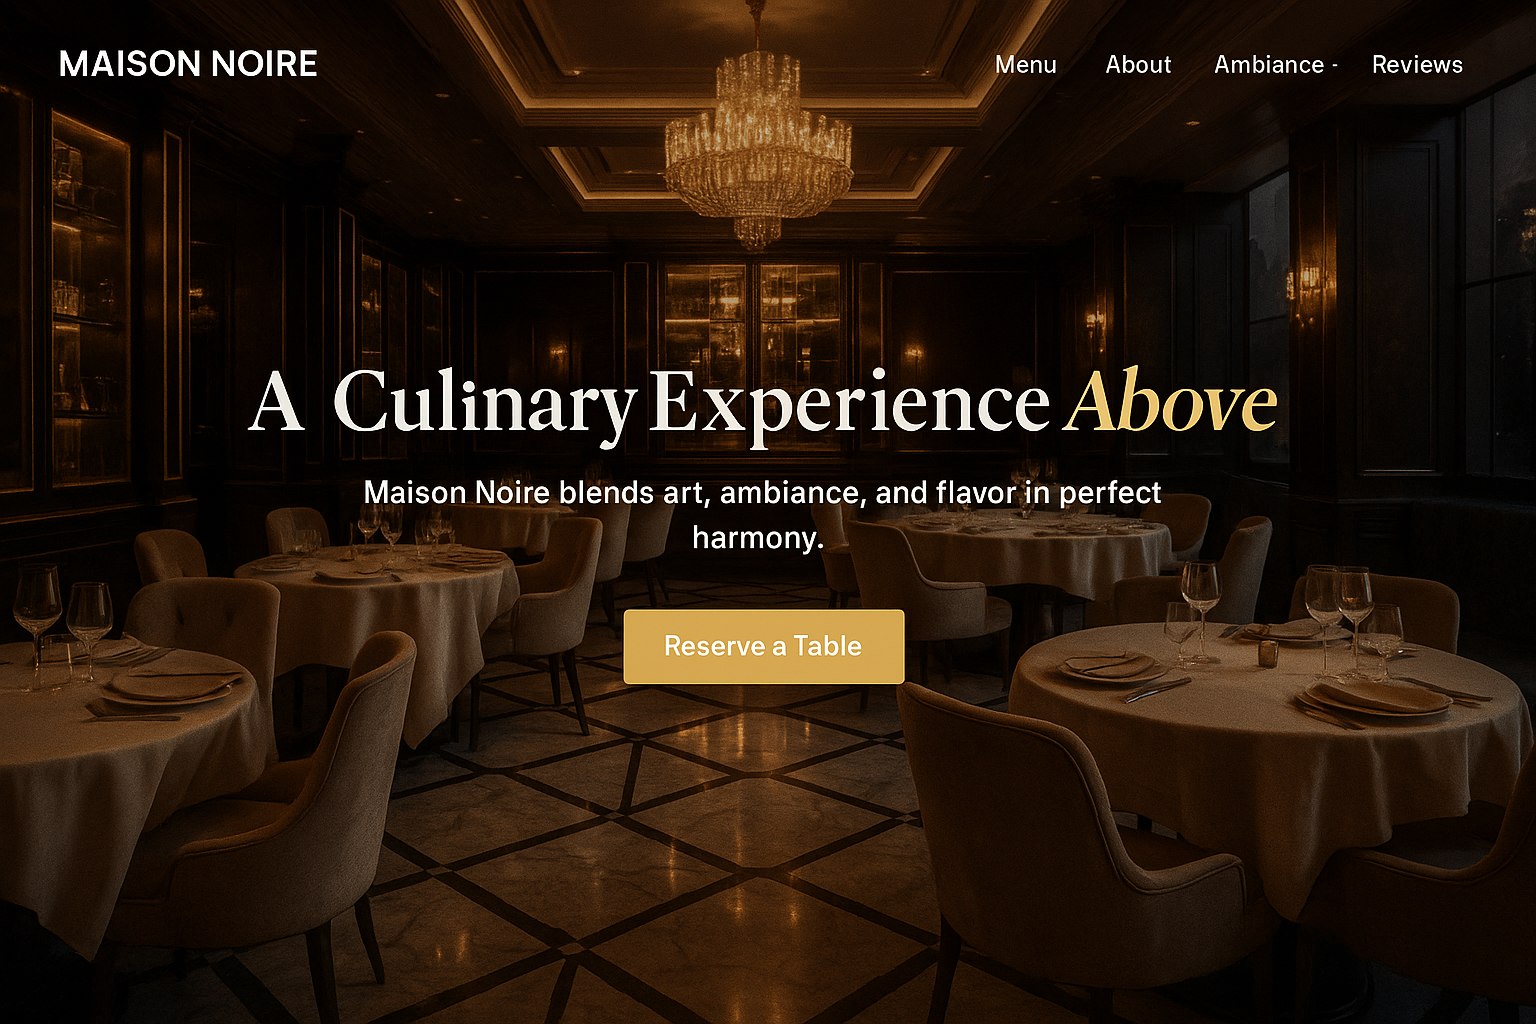 MAISON NOIRE
Menu About Ambiance - Reviews
A Culinary Experience Above
Maison Noire blends art, ambiance, and flavor in perfect
harmony.
Reserve a Table